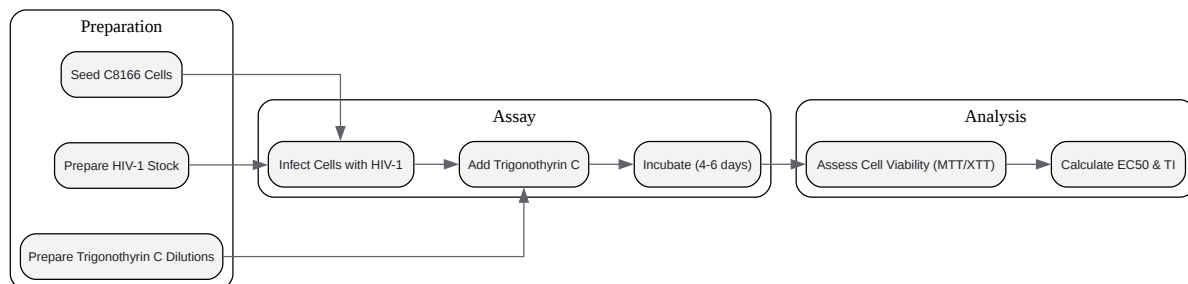 Preparation
Seed C8166 Cells
Prepare HIV-1 Stock
Prepare Trigonothyrin C Dilutions
Assay
Infect Cells with HIV-1
Add Trigonothyrin C
Incubate (4-6 days)
Analysis
Assess Cell Viability (MTT/XTT)
Calculate EC50 & TI